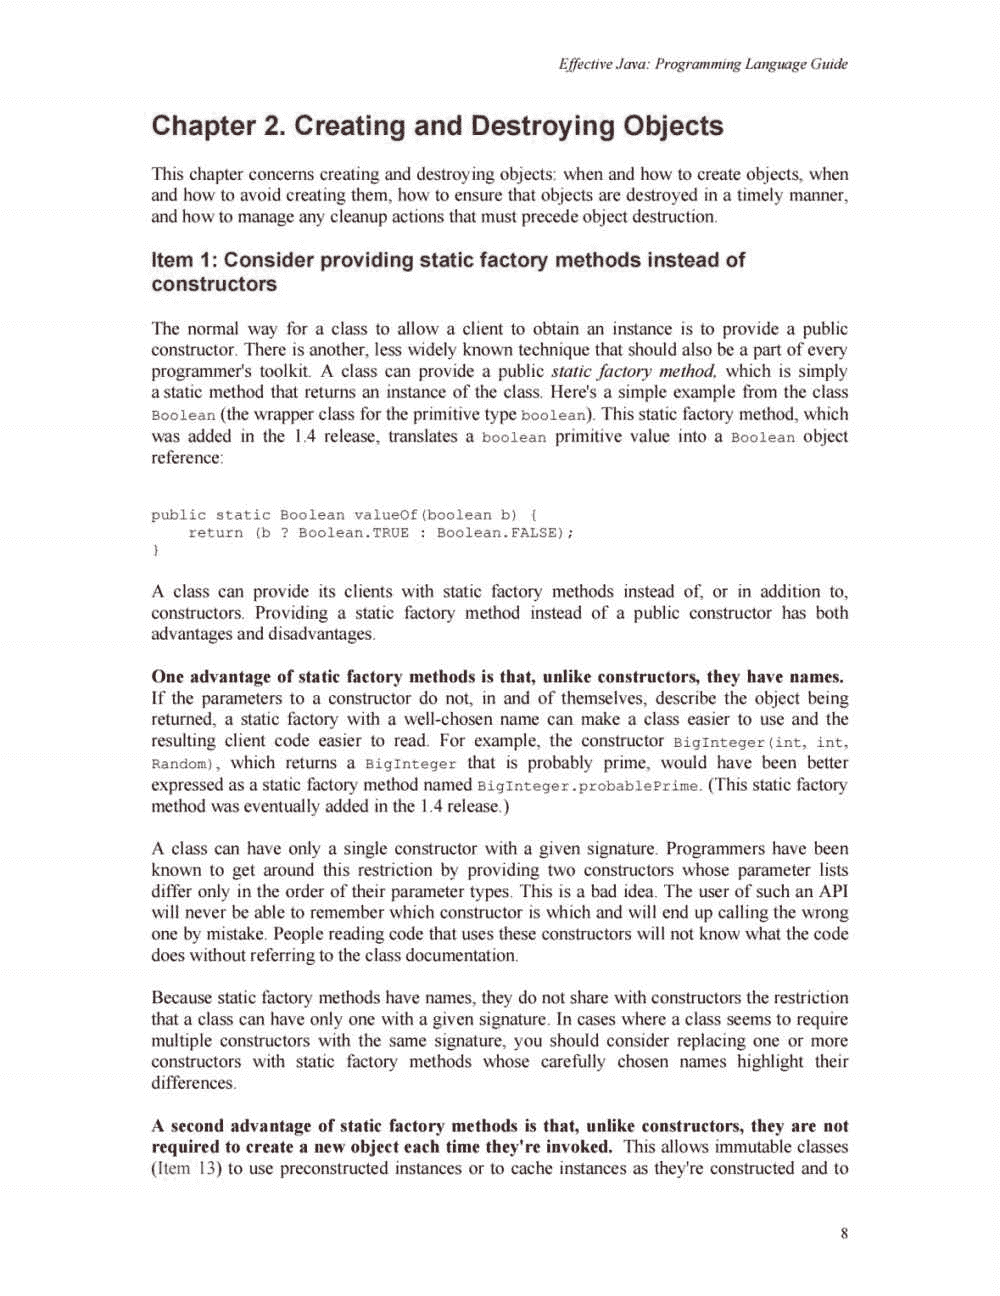 Effective Java: Programming Language Guide
Chapter 2. Creating and Destroying Objects
This chapter concerns creating and destroying objects: when and how to create objects, when
and how to avoid creating them, how to ensure that objects are destroyed in a timely manner,
and how to manage any cleanup actions that must precede object destruction.
Item 1: Consider providing static factory methods instead of
constructors
The normal way for a class to allow a client to obtain an instance is to provide a public
constructor. There is another, less widely known technique that should also be a part of every
programmer's toolkit. A class can provide a public static factory method, which is simply
a static method that returns an instance of the class. Here's a simple example from the class
Boolean (the wrapper class for the primitive type boolean). This static factory method, which
was added in the 1.4 release, translates a boolean primitive value into a Boolean object
reference:
public static Boolean valueOf(boolean b) {
    return (b ? Boolean.TRUE : Boolean.FALSE);
}
A class can provide its clients with static factory methods instead of, or in addition to,
constructors. Providing a static factory method instead of a public constructor has both
advantages and disadvantages.
One advantage of static factory methods is that, unlike constructors, they have names.
If the parameters to a constructor do not, in and of themselves, describe the object being
returned, a static factory with a well-chosen name can make a class easier to use and the
resulting client code easier to read. For example, the constructor BigInteger(int, int,
Random), which returns a BigInteger that is probably prime, would have been better
expressed as a static factory method named BigInteger.probablePrime. (This static factory
method was eventually added in the 1.4 release.)
A class can have only a single constructor with a given signature. Programmers have been
known to get around this restriction by providing two constructors whose parameter lists
differ only in the order of their parameter types. This is a bad idea. The user of such an API
will never be able to remember which constructor is which and will end up calling the wrong
one by mistake. People reading code that uses these constructors will not know what the code
does without referring to the class documentation.
Because static factory methods have names, they do not share with constructors the restriction
that a class can have only one with a given signature. In cases where a class seems to require
multiple constructors with the same signature, you should consider replacing one or more
constructors with static factory methods whose carefully chosen names highlight their
differences.
A second advantage of static factory methods is that, unlike constructors, they are not
required to create a new object each time they're invoked. This allows immutable classes
(Item 13) to use preconstructed instances or to cache instances as they're constructed and to
8